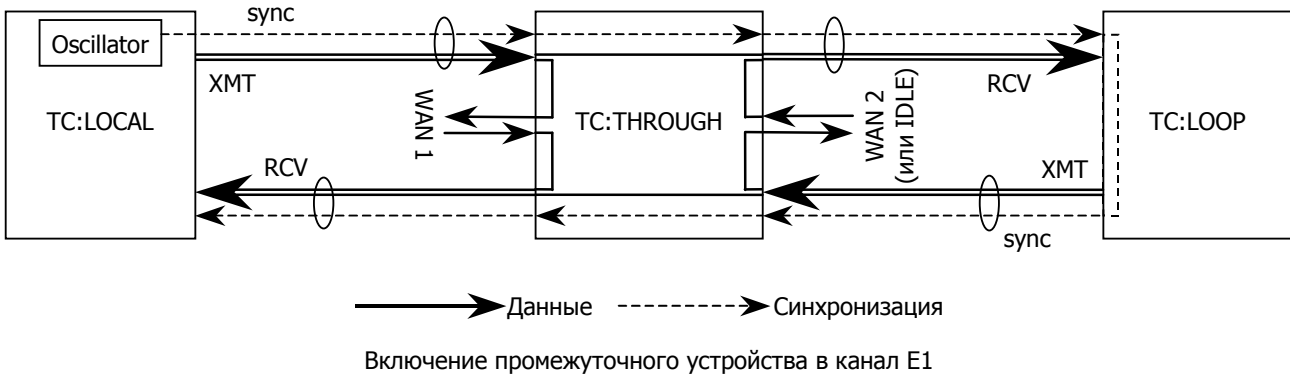 sync
Oscillator
XMT
RCV
TC:LOCAL
WAN 1
TC:THROUGH
WAN 2
(или IDLE)
TC:LOOP
RCV
XMT
sync
Данные
Синхронизация
Включение промежуточного устройства в канал E1